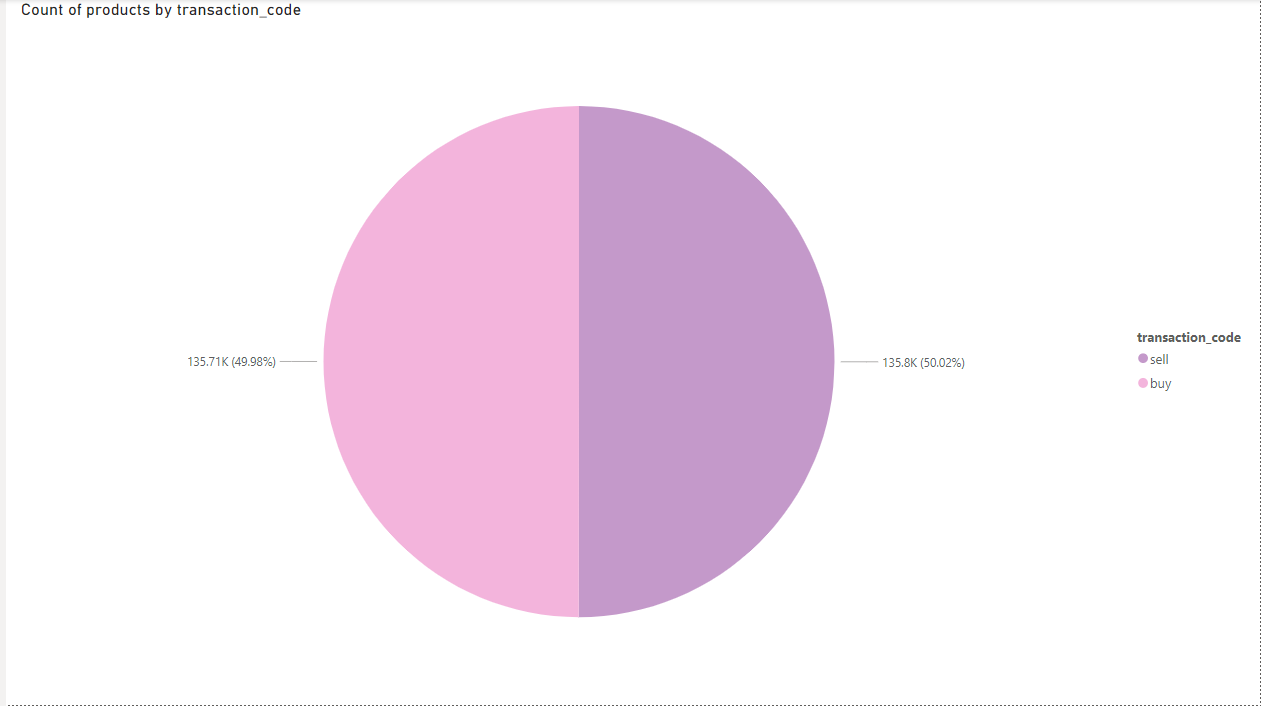 Count of products by transaction_code
135.71K (49.98%)
135.8K (50.02%)
transaction_code
sell
buy